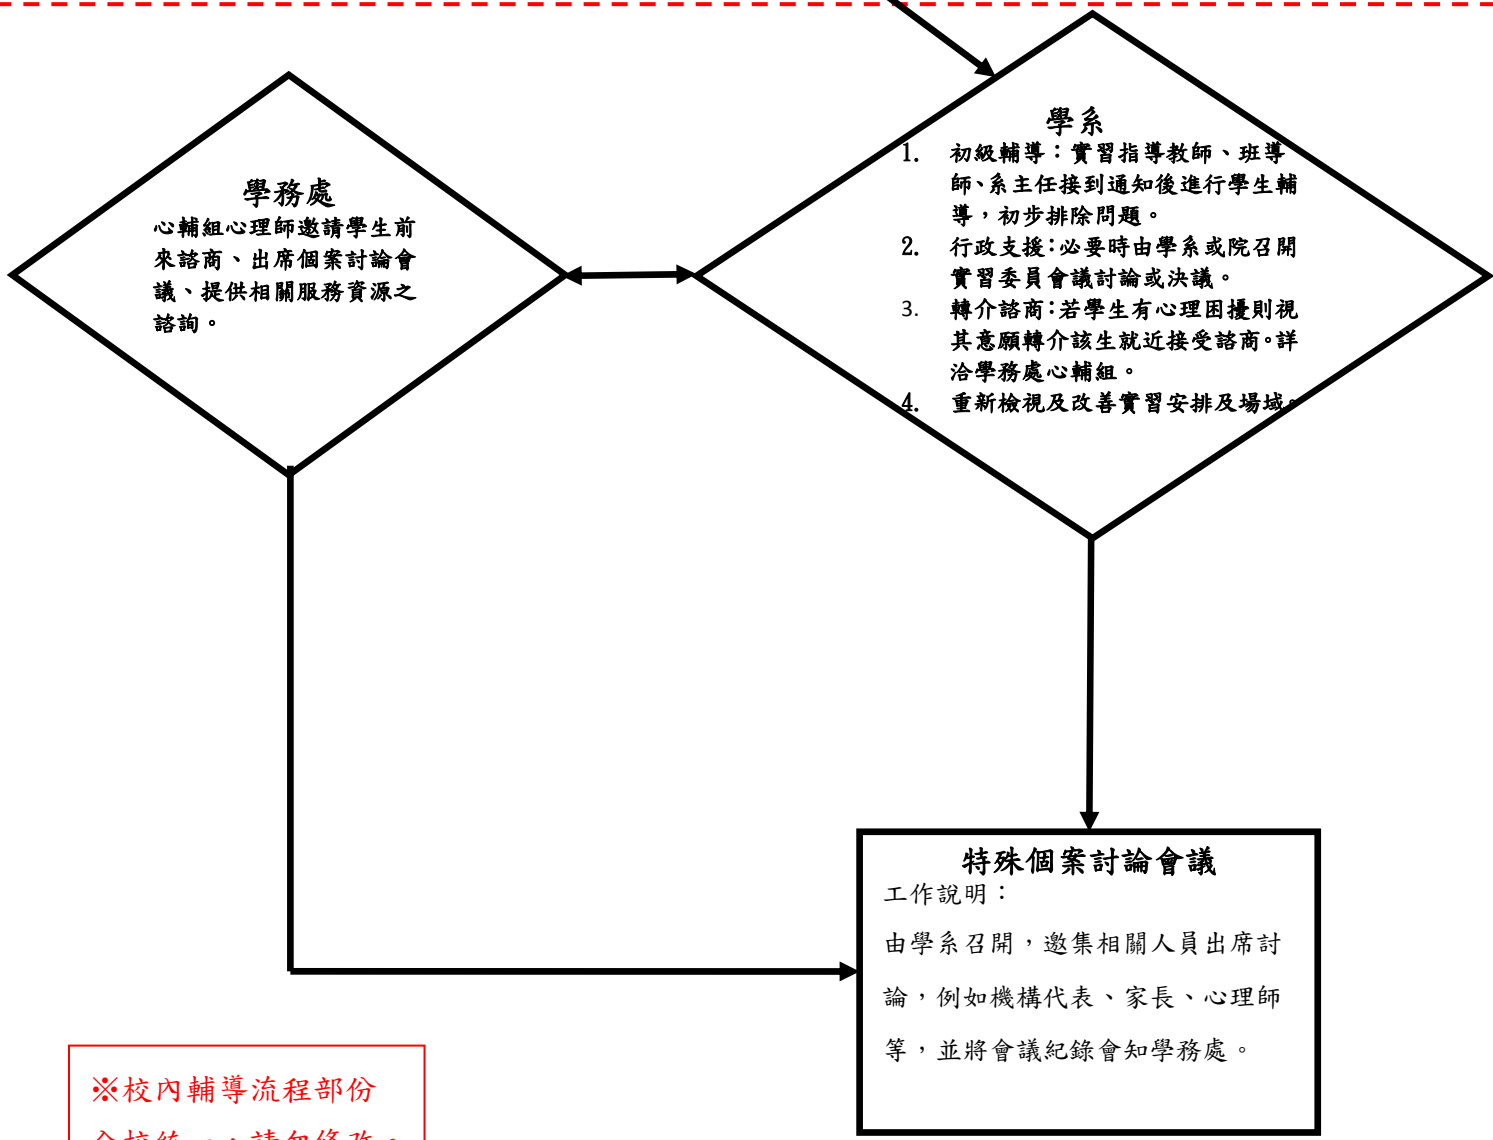 學務處
心輔組心理師邀請學生前
來諮商、出席個案討論會
議、提供相關服務資源之
諮詢。
學系
1. 初級輔導：實習指導教師、班導
師、系主任接到通知後進行學生輔
導，初步排除問題。
2. 行政支援：必要時由學系或院召開
實習委員會議討論或決議。
3. 轉介諮商：若學生有心理困擾則視
其意願轉介該生就近接受諮商。詳
洽學務處心輔組。
4. 重新檢視及改善實習安排及場域。
特殊個案討論會議
工作說明：
由學系召開，邀集相關人員出席討
論，例如機構代表、家長、心理師
等，並將會議紀錄會知學務處。
※校內輔導流程部份
全校統一，請勿修改。